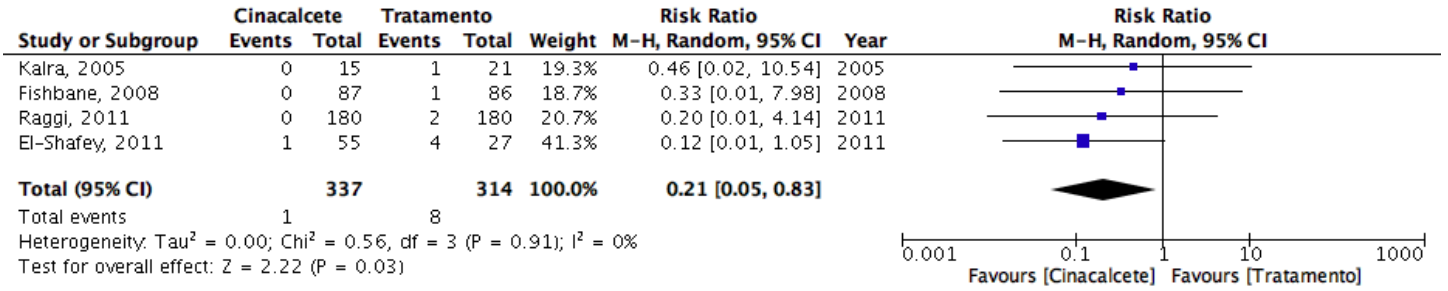 Cinacalcete Tratamento Risk Ratio Risk Ratio
Study or Subgroup Events Total Events Total Weight M-H, Random, 95% CI Year M-H, Random, 95% CI
Kalra, 2005 0 15 1 21 19.3% 0.46 [0.02, 10.54] 2005
Fishbane, 2008 0 87 1 86 18.7% 0.33 [0.01, 7.98] 2008
Raggi, 2011 0 180 2 180 20.7% 0.20 [0.01, 4.14] 2011
El-Shafey, 2011 1 55 4 27 41.3% 0.12 [0.01, 1.05] 2011
Total (95% CI) 337 314 100.0% 0.21 [0.05, 0.83]
Total events 1 8
Heterogeneity: Tau² = 0.00; Chi² = 0.56, df = 3 (P = 0.91); I² = 0%
Test for overall effect: Z = 2.22 (P = 0.03)
0.001 0.1 1 10 1000
Favours [Cinacalcete] Favours [Tratamento]